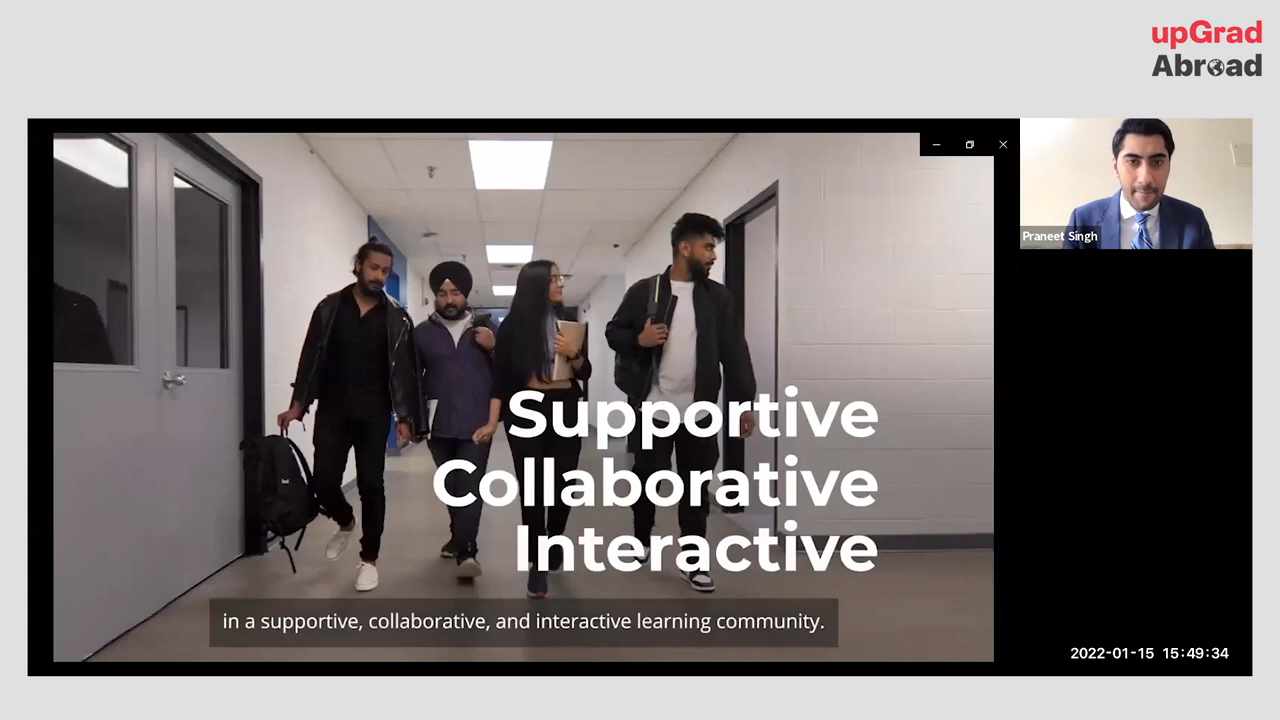 upGrad
Abroad
Praneet Singh
Supportive
Collaborative
Interactive
in a supportive, collaborative, and interactive learning community.
2022-01-15 15:49:34